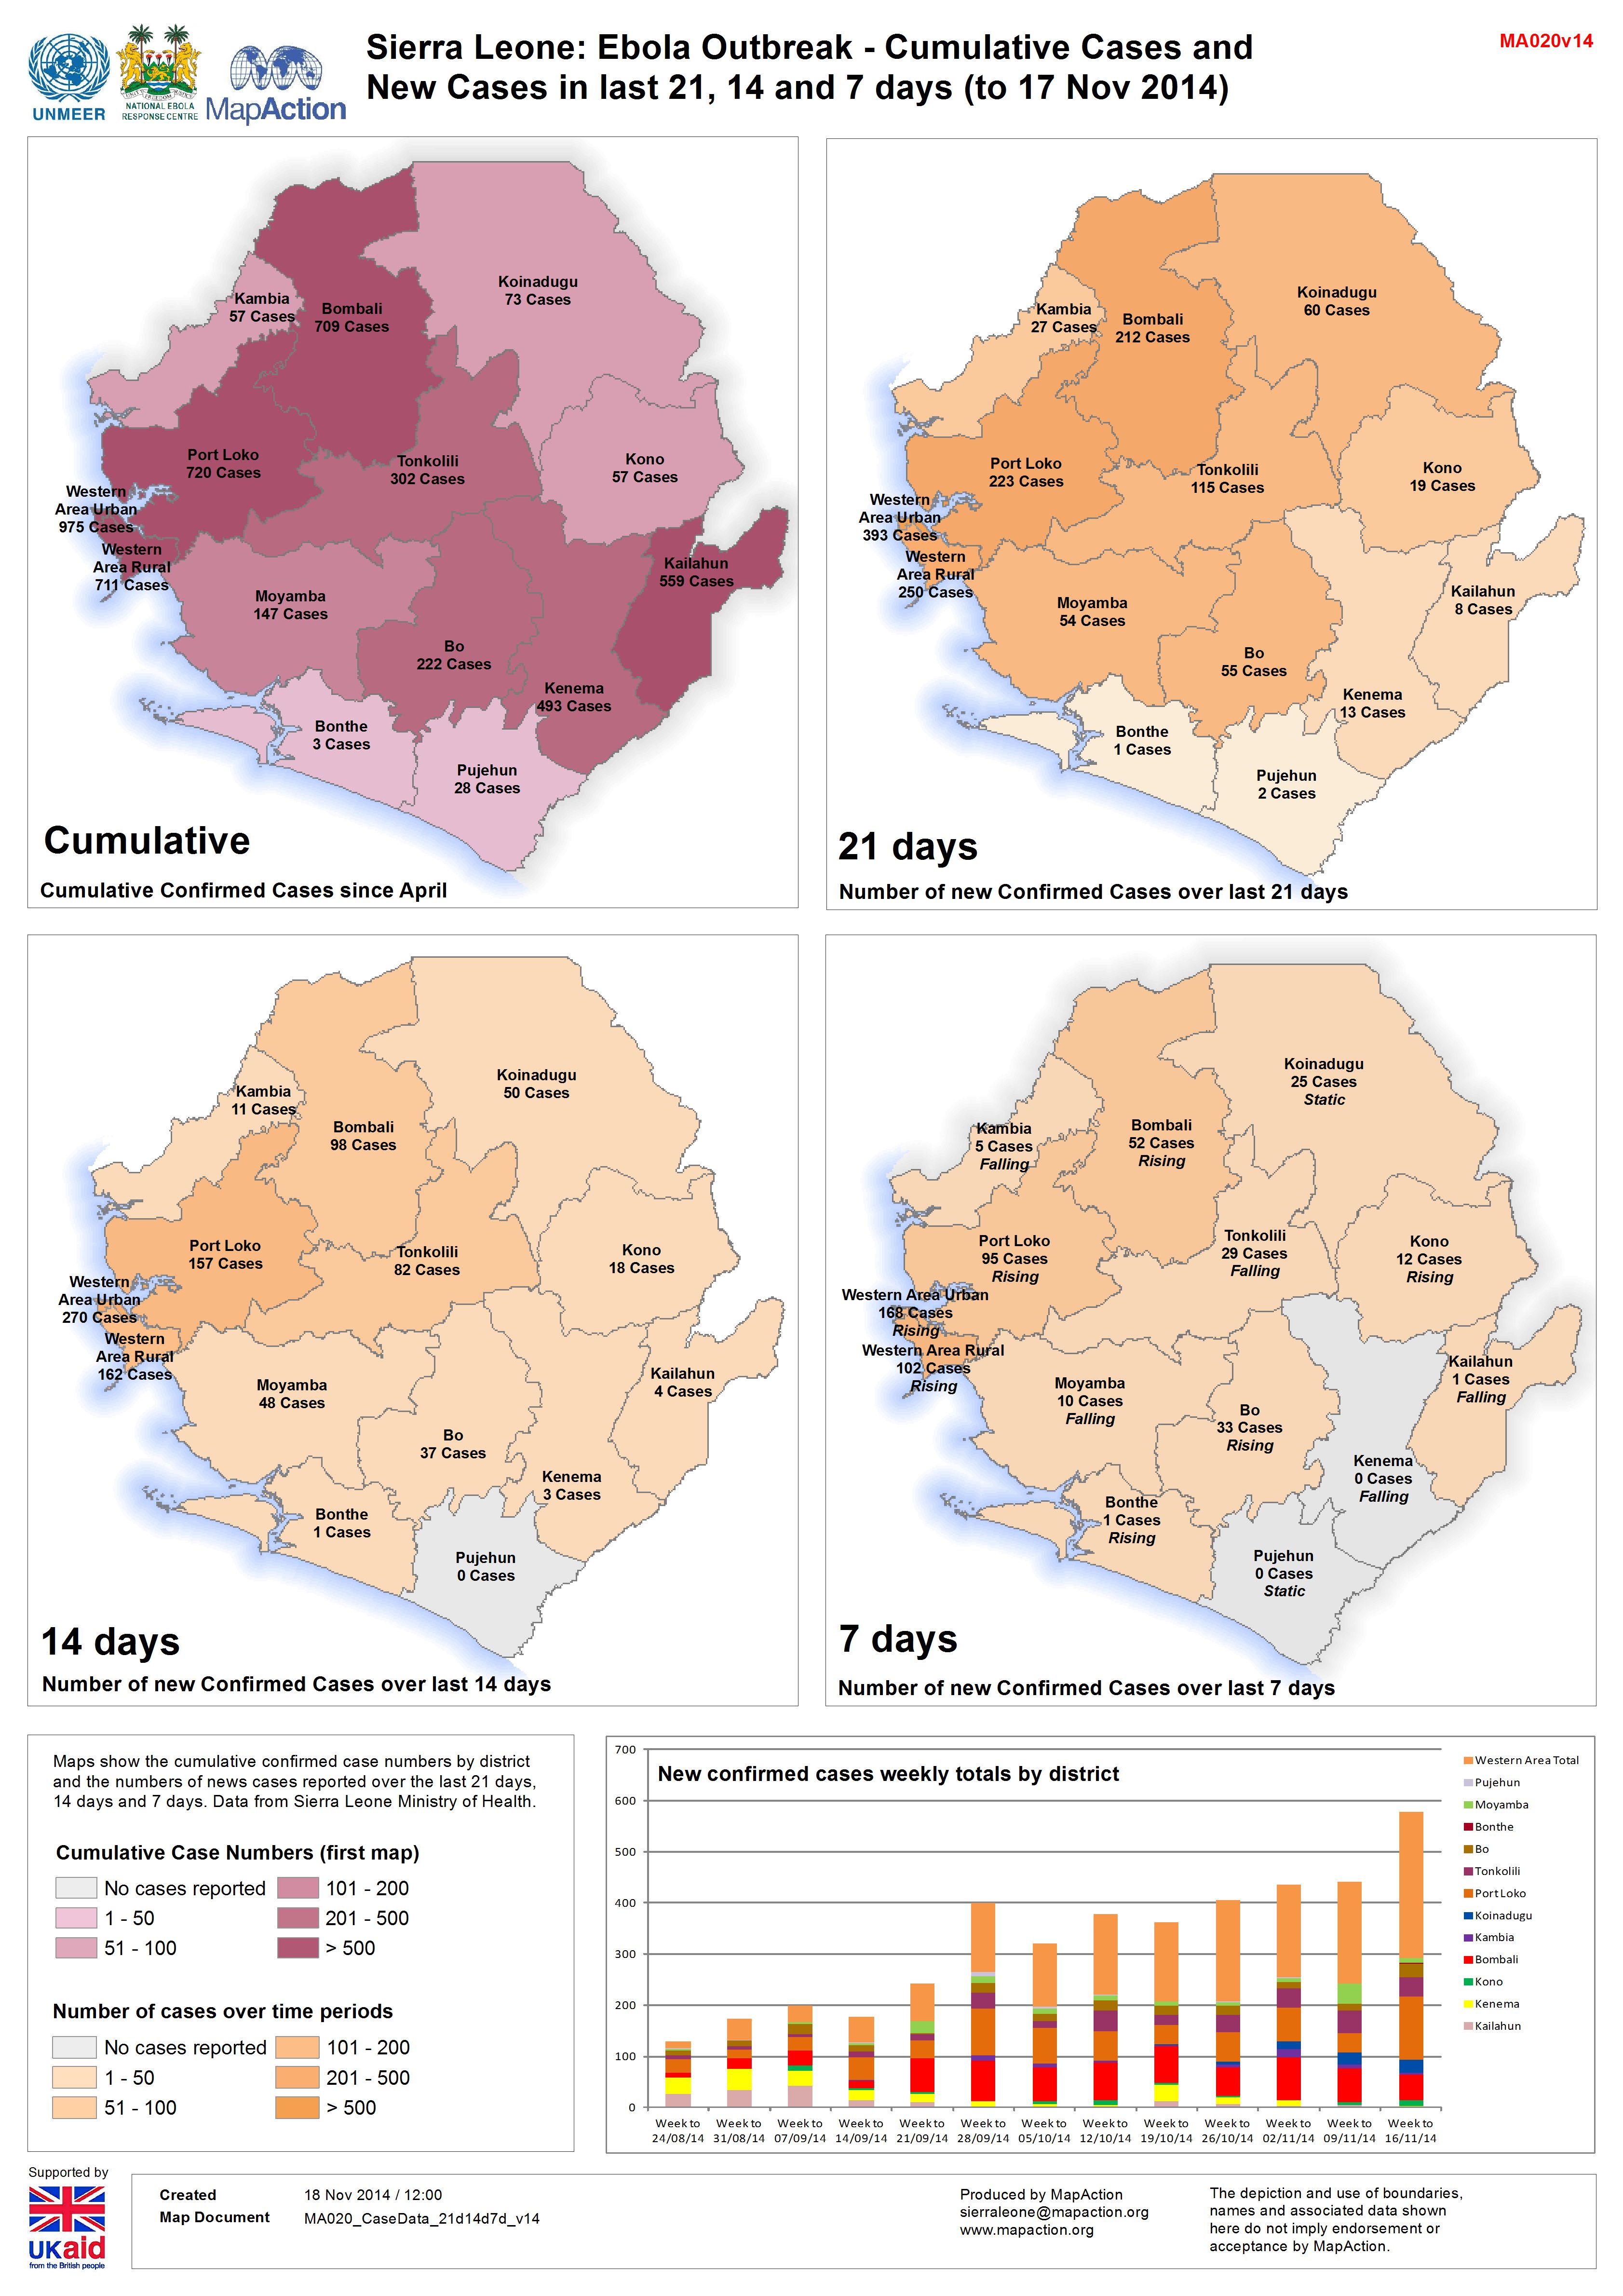 Sierra Leone: Ebola Outbreak - Cumulative Cases and
New Cases in last 21, 14 and 7 days (to 17 Nov 2014)
MA020v14
UNMEER
NATIONAL EBOLA
RESPONSE CENTRE
MapAction
Koinadugu
73 Cases
Kambia
57 Cases
Bombali
709 Cases
Port Loko
720 Cases
Tonkolili
302 Cases
Kono
57 Cases
Western
Area Urban
975 Cases
Western
Area Rural
711 Cases
Kailahun
559 Cases
Moyamba
147 Cases
Bo
222 Cases
Kenema
493 Cases
Bonthe
3 Cases
Pujehun
28 Cases
Cumulative
Cumulative Confirmed Cases since April
Koinadugu
60 Cases
Kambia
27 Cases
Bombali
212 Cases
Port Loko
223 Cases
Tonkolili
115 Cases
Kono
19 Cases
Western
Area Urban
393 Cases
Western
Area Rural
250 Cases
Kailahun
8 Cases
Moyamba
54 Cases
Bo
55 Cases
Kenema
13 Cases
Bonthe
1 Cases
Pujehun
2 Cases
21 days
Number of new Confirmed Cases over last 21 days
Koinadugu
50 Cases
Kambia
11 Cases
Bombali
98 Cases
Port Loko
157 Cases
Tonkolili
82 Cases
Kono
18 Cases
Western
Area Urban
270 Cases
Western
Area Rural
162 Cases
Kailahun
4 Cases
Moyamba
48 Cases
Bo
37 Cases
Kenema
3 Cases
Bonthe
1 Cases
Pujehun
0 Cases
14 days
Number of new Confirmed Cases over last 14 days
Koinadugu
25 Cases
Static
Kambia
5 Cases
Falling
Bombali
52 Cases
Rising
Port Loko
95 Cases
Rising
Tonkolili
29 Cases
Falling
Kono
12 Cases
Rising
Western Area Urban
168 Cases
Rising
Western Area Rural
102 Cases
Rising
Kailahun
1 Cases
Falling
Moyamba
10 Cases
Falling
Bo
33 Cases
Rising
Kenema
0 Cases
Falling
Bonthe
1 Cases
Rising
Pujehun
0 Cases
Static
7 days
Number of new Confirmed Cases over last 7 days
Maps show the cumulative confirmed case numbers by district
and the numbers of news cases reported over the last 21 days,
14 days and 7 days. Data from Sierra Leone Ministry of Health.
Cumulative Case Numbers (first map)
No cases reported
1 - 50
51 - 100
101 - 200
201 - 500
> 500
Number of cases over time periods
No cases reported
1 - 50
51 - 100
101 - 200
201 - 500
> 500
New confirmed cases weekly totals by district
700
600
500
400
300
200
100
0
Week to
24/08/14
Week to
31/08/14
Week to
07/09/14
Week to
14/09/14
Week to
21/09/14
Week to
28/09/14
Week to
05/10/14
Week to
12/10/14
Week to
19/10/14
Week to
26/10/14
Week to
02/11/14
Week to
09/11/14
Week to
16/11/14
Western Area Total
Pujehun
Moyamba
Bonthe
Bo
Tonkolili
Port Loko
Koinadugu
Kambia
Bombali
Kono
Kenema
Kailahun
Supported by
UKaid
from the British people
Created 18 Nov 2014 / 12:00
Map Document MA020_CaseData_21d14d7d_v14
Produced by MapAction
sierraleone@mapaction.org
www.mapaction.org
The depiction and use of boundaries,
names and associated data shown
here do not imply endorsement or
acceptance by MapAction.